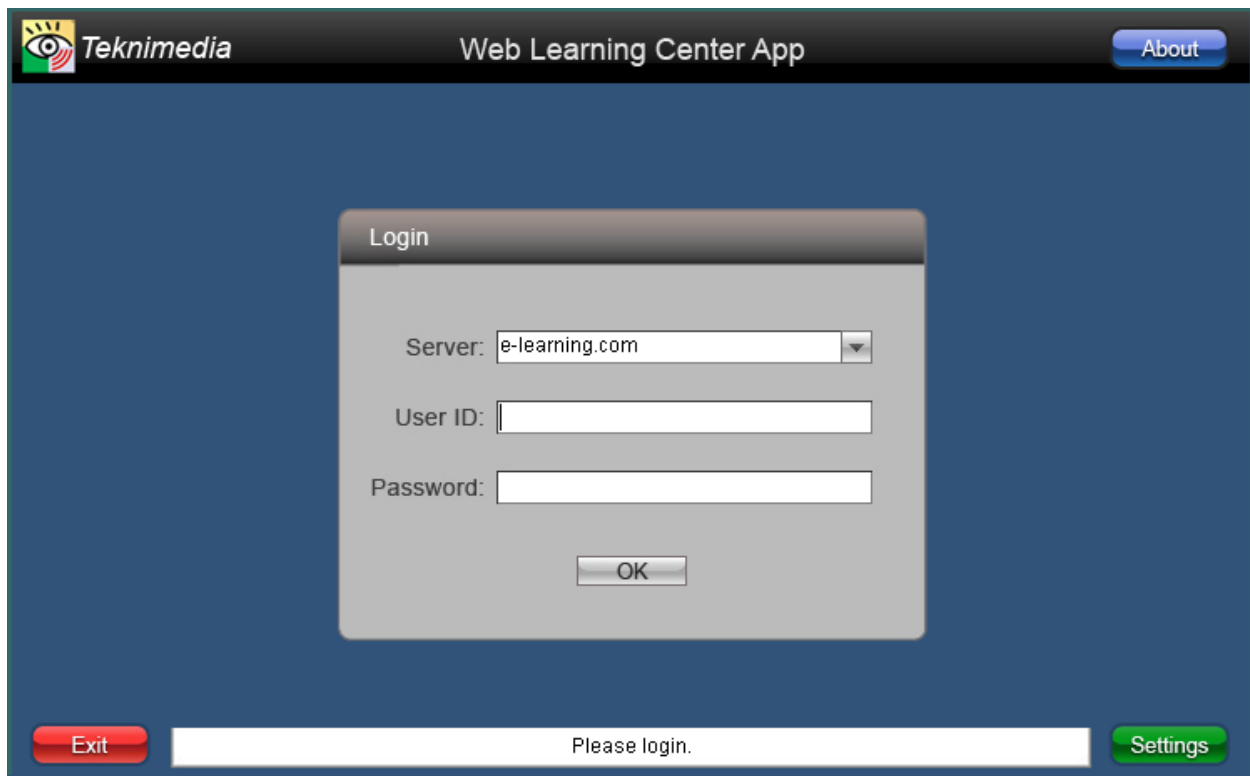 Teknimedia
Web Learning Center App
About
Login
Server: e-learning.com
User ID:
Password:
OK
Exit
Please login.
Settings